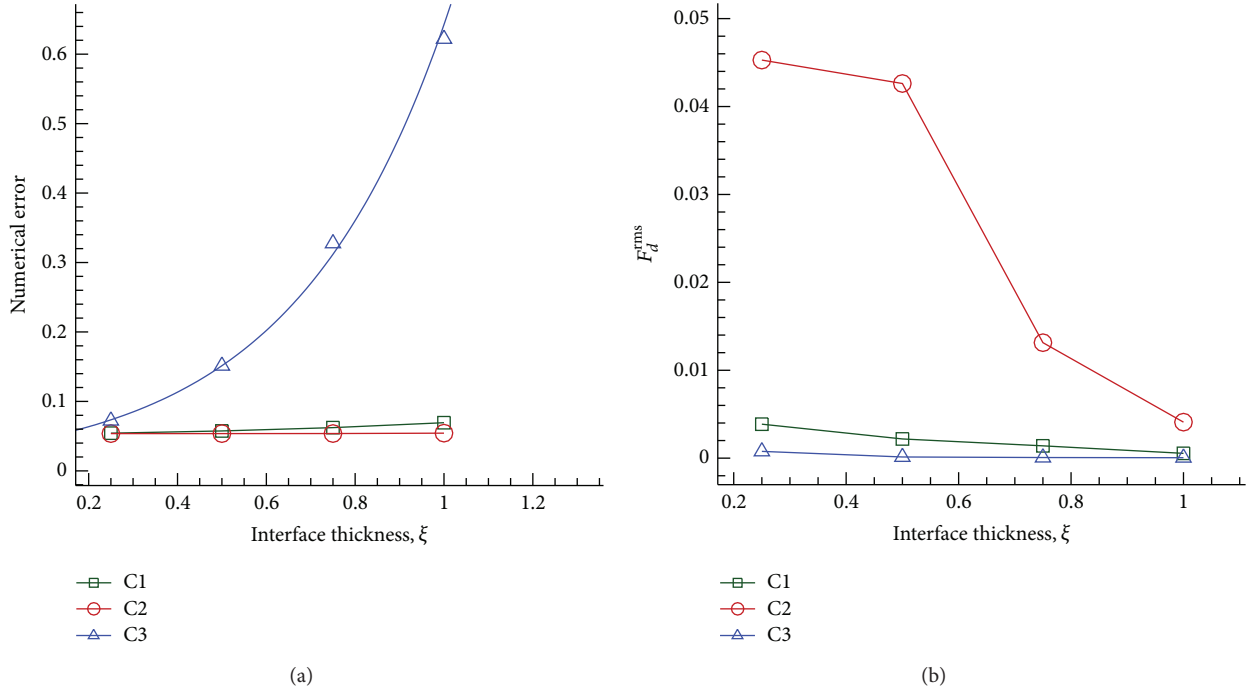 0.6
0.5
0.4
0.3
0.2
0.1
0
Numerical error
0.2
0.4
0.6
0.8
1
1.2
Interface thickness, ξ
C1
C2
C3
(a)
0.05
0.04
0.03
0.02
0.01
0
F_d^rms
0.2
0.4
0.6
0.8
1
Interface thickness, ξ
C1
C2
C3
(b)